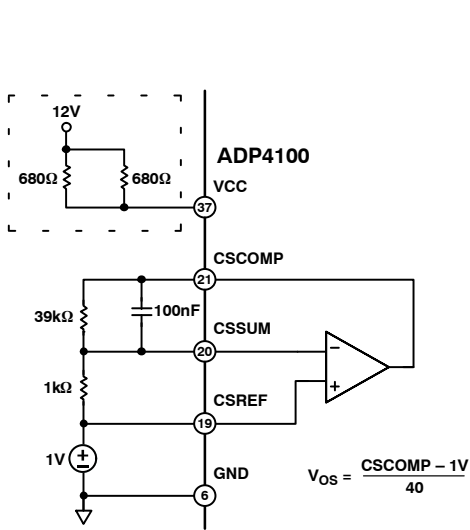 12V
680Ω 680Ω
ADP4100
VCC
37
CSCOMP
21
39kΩ
100nF
CSSUM
20
−
1kΩ
CSREF
+
19
1V
+
−
GND
6
V_OS = CSCOMP – 1V
40